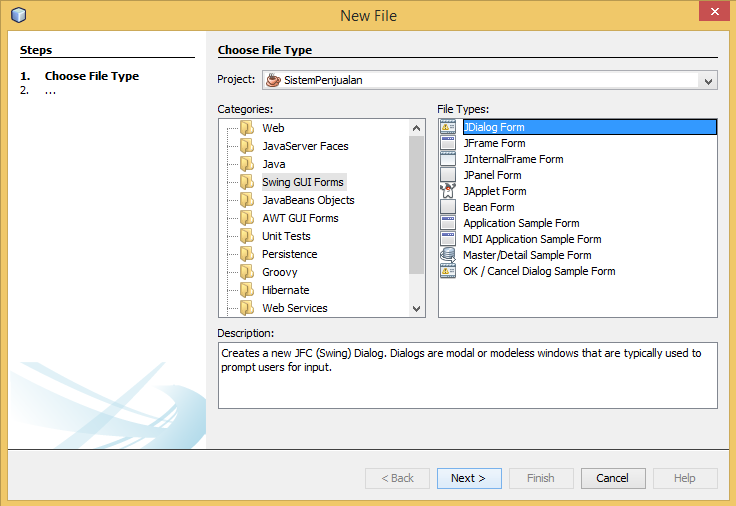 New File
Steps
1. Choose File Type
2. ...
Choose File Type
Project: SistemPenjualan
Categories:
Web
JavaServer Faces
Java
Swing GUI Forms
JavaBeans Objects
AWT GUI Forms
Unit Tests
Persistence
Groovy
Hibernate
Web Services
File Types:
JDialog Form
JFrame Form
JInternalFrame Form
JPanel Form
JApplet Form
Bean Form
Application Sample Form
MDI Application Sample Form
Master/Detail Sample Form
OK / Cancel Dialog Sample Form
Description:
Creates a new JFC (Swing) Dialog. Dialogs are modal or modeless windows that are typically used to
prompt users for input.
< Back Next > Finish Cancel Help